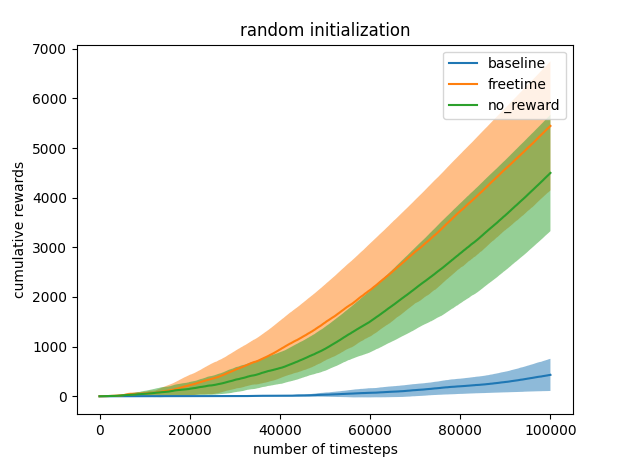 random initialization
7000
6000
5000
4000
3000
2000
1000
0
cumulative rewards
baseline
freetime
no_reward
0 20000 40000 60000 80000 100000
number of timesteps